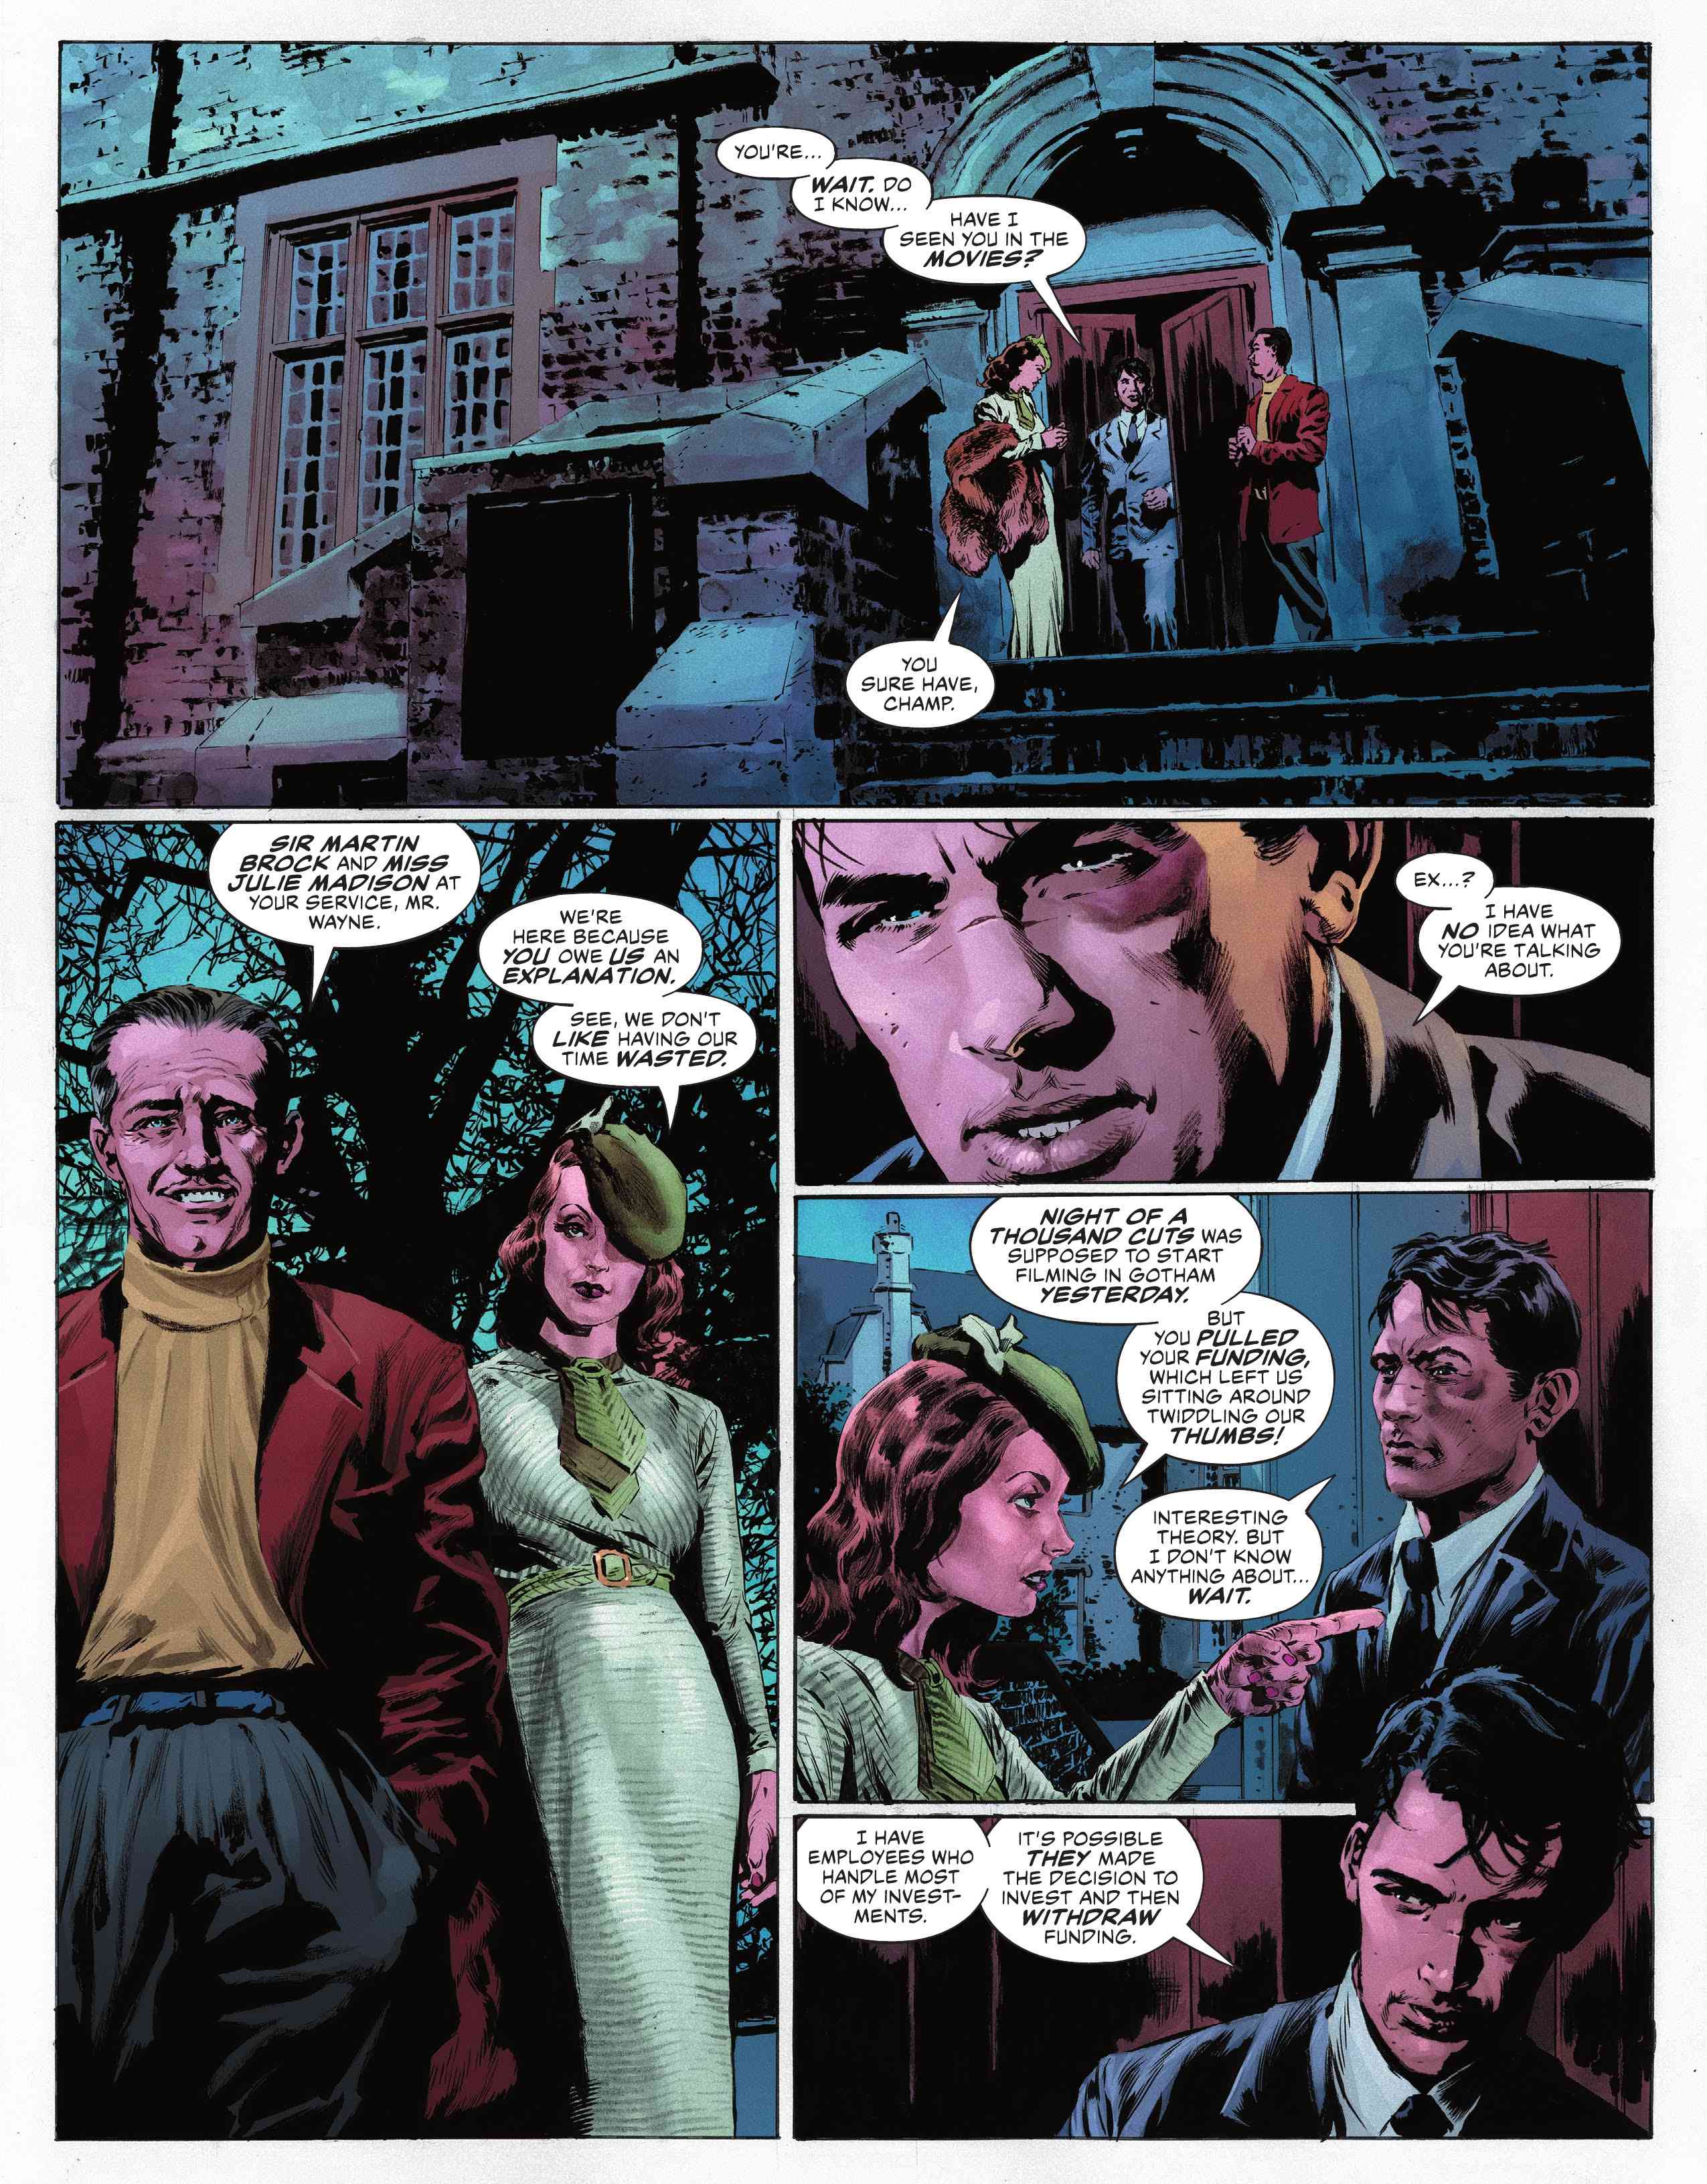 YOU'RE...
WAIT. DO
I KNOW...
HAVE I
SEEN YOU IN THE
MOVIES?
YOU
SURE HAVE,
CHAMP.
SIR MARTIN
BROCK AND MISS
JULIE MADISON AT
YOUR SERVICE, MR.
WAYNE.
WE'RE
HERE BECAUSE
YOU OWE US AN
EXPLANATION.
SEE, WE DON'T
LIKE HAVING OUR
TIME WASTED.
EX...?
I HAVE
NO IDEA WHAT
YOU'RE TALKING
ABOUT.
NIGHT OF A
THOUSAND CUTS WAS
SUPPOSED TO START
FILMING IN GOTHAM
YESTERDAY.
BUT
YOU PULLED
YOUR FUNDING,
WHICH LEFT US
SITTING AROUND
TWIDDLING OUR
THUMBS!
INTERESTING
THEORY. BUT
I DON'T KNOW
ANYTHING ABOUT...
WAIT.
I HAVE
EMPLOYEES WHO
HANDLE MOST
OF MY INVEST-
MENTS.
IT'S POSSIBLE
THEY MADE
THE DECISION TO
INVEST AND THEN
WITHDRAW
FUNDING.